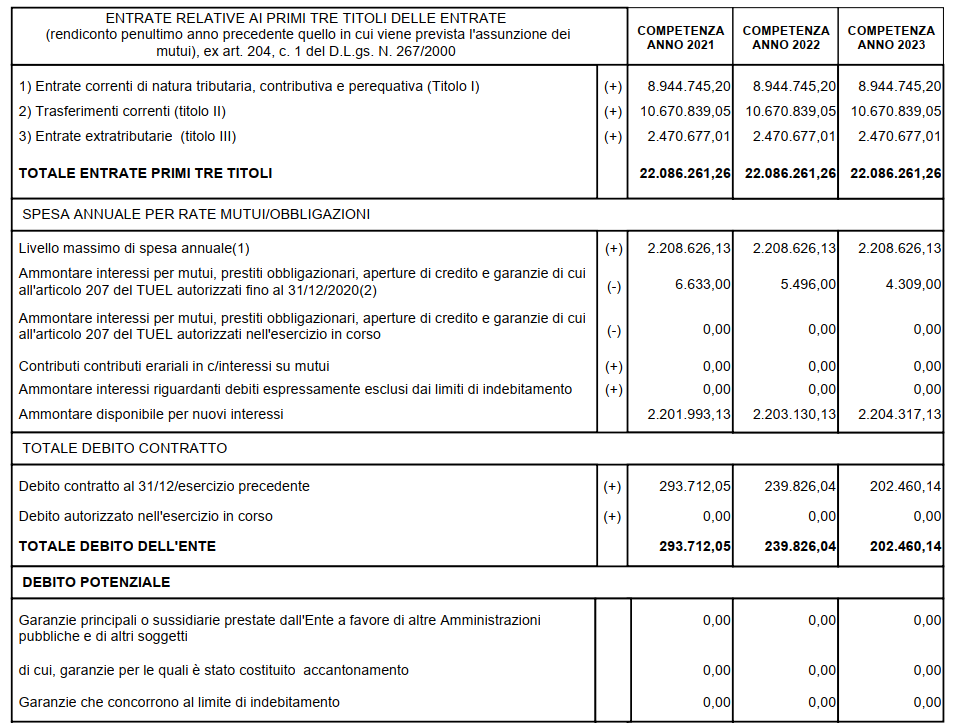 ENTRATE RELATIVE AI PRIMI TRE TITOLI DELLE ENTRATE
(rendiconto penultimo anno precedente quello in cui viene prevista l'assunzione dei
mutui), ex art. 204, c. 1 del D.L.gs. N. 267/2000
COMPETENZA ANNO 2021 COMPETENZA ANNO 2022 COMPETENZA ANNO 2023
1) Entrate correnti di natura tributaria, contributiva e perequativa (Titolo I) (+) 8.944.745,20 8.944.745,20 8.944.745,20
2) Trasferimenti correnti (titolo II) (+) 10.670.839,05 10.670.839,05 10.670.839,05
3) Entrate extratributarie (titolo III) (+) 2.470.677,01 2.470.677,01 2.470.677,01
TOTALE ENTRATE PRIMI TRE TITOLI 22.086.261,26 22.086.261,26 22.086.261,26
SPESA ANNUALE PER RATE MUTUI/OBBLIGAZIONI
Livello massimo di spesa annuale(1) (+) 2.208.626,13 2.208.626,13 2.208.626,13
Ammontare interessi per mutui, prestiti obbligazionari, aperture di credito e garanzie di cui
all'articolo 207 del TUEL autorizzati fino al 31/12/2020(2) (-) 6.633,00 5.496,00 4.309,00
Ammontare interessi per mutui, prestiti obbligazionari, aperture di credito e garanzie di cui
all'articolo 207 del TUEL autorizzati nell'esercizio in corso (-) 0,00 0,00 0,00
Contributi contributi erariali in c/interessi su mutui (+) 0,00 0,00 0,00
Ammontare interessi riguardanti debiti espressamente esclusi dai limiti di indebitamento (+) 0,00 0,00 0,00
Ammontare disponibile per nuovi interessi 2.201.993,13 2.203.130,13 2.204.317,13
TOTALE DEBITO CONTRATTO
Debito contratto al 31/12/esercizio precedente (+) 293.712,05 239.826,04 202.460,14
Debito autorizzato nell'esercizio in corso (+) 0,00 0,00 0,00
TOTALE DEBITO DELL'ENTE 293.712,05 239.826,04 202.460,14
DEBITO POTENZIALE
Garanzie principali o sussidiarie prestate dall'Ente a favore di altre Amministrazioni
pubbliche e di altri soggetti 0,00 0,00 0,00
di cui, garanzie per le quali è stato costituito accantonamento 0,00 0,00 0,00
Garanzie che concorrono al limite di indebitamento 0,00 0,00 0,00